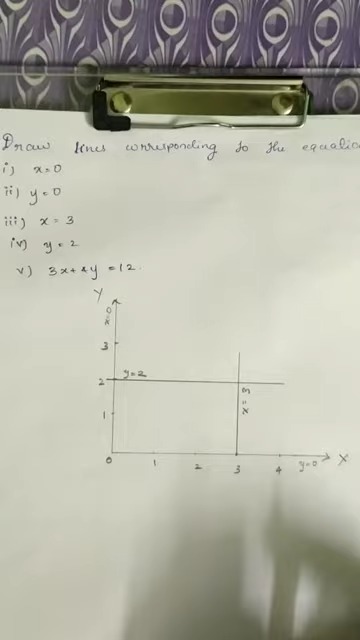 Draw lines corresponding to the equation
i) x=0
ii) y=0
iii) x=3
iv) y=2
v) 3x+4y=12.
Y
x=0
3
y=2
2
x=3
1
0 1 2 3 4 y=0 X